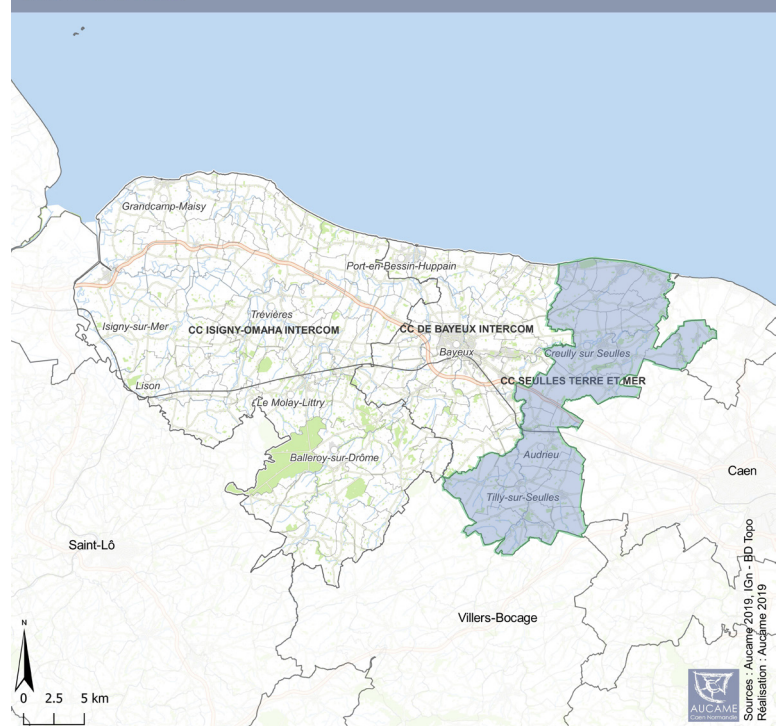 Grandcamp-Maisy
Port-en-Bessin-Huppain
Trévières
Isigny-sur-Mer
CC ISIGNY-OMAHA INTERCOM
CC DE BAYEUX INTERCOM
Bayeux
Creully sur Seulles
CC SEULLES TERRE ET MER
Lison
Le Molay-Littry
Balleroy-sur-Drôme
Audrieu
Tilly-sur-Seulles
Caen
Saint-Lô
Villers-Bocage
N
0 2.5 5 km
AUCAME
Caen Normandie
Sources : Aucame 2019, IGn - BD Topo
Réalisation : Aucame 2019